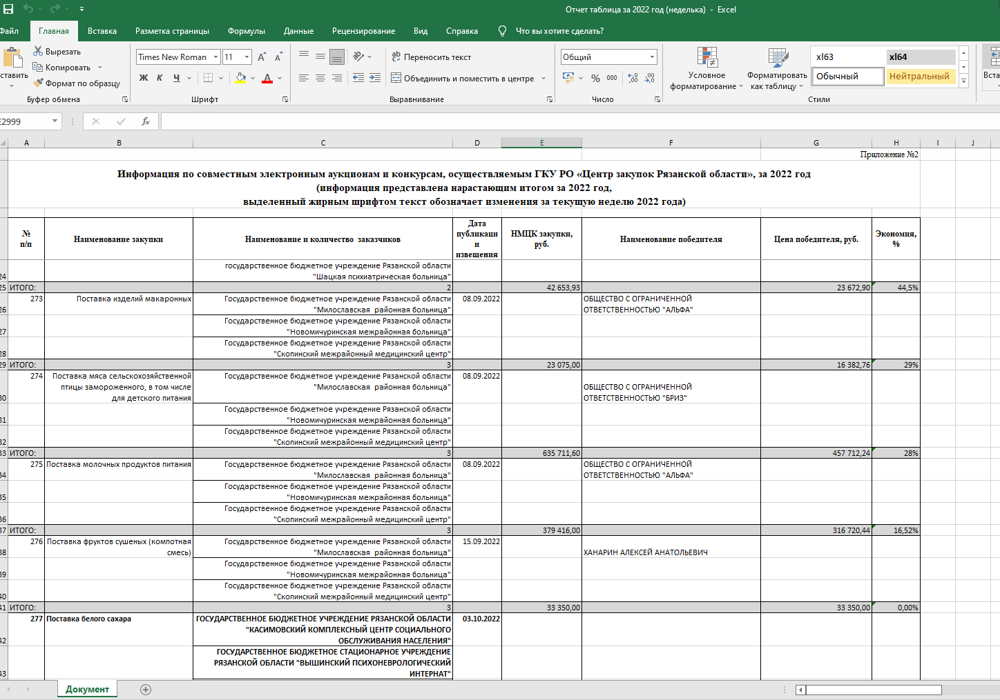 Отчет таблица за 2022 год (неделька) - Excel
Файл Главная Вставка Разметка страницы Формулы Данные Рецензирование Вид Справка Что вы хотите сделать?
ставить
Вырезать
Копировать
Формат по образцу
Буфер обмена
Times New Roman 11 А А
Ж К Ч А
Шрифт
Переносить текст
Объединить и поместить в центре
Выравнивание
Общий
% 000
Число
Условное форматирование
Форматировать как таблицу
xl63 xl64
Обычный Нейтральный
Стили
Вста
E2999 fx
A B C D E F G H I J
Приложение №2
Информация по совместным электронным аукционам и конкурсам, осуществляемым ГКУ РО «Центр закупок Рязанской области», за 2022 год
(информация представлена нарастающим итогом за 2022 год,
выделенный жирным шрифтом текст обозначает изменения за текущую неделю 2022 года)
№ п/п Наименование закупки Наименование и количество заказчиков Дата публикаци и извещения НМЦК закупки, руб. Наименование победителя Цена победителя, руб. Экономия, %
государственное бюджетное учреждение Рязанской области
24 "Шацкая психиатрическая больница"
25 ИТОГО: 2 42 653,93 23 672,90 44,5%
273 Поставка изделий макаронных Государственное бюджетное учреждение Рязанской области 08.09.2022 ОБЩЕСТВО С ОГРАНИЧЕННОЙ
26 "Милославская районная больница" ОТВЕТСТВЕННОСТЬЮ "АЛЬФА"
Государственное бюджетное учреждение Рязанской области
27 "Новомичуринская межрайонная больница"
Государственное бюджетное учреждение Рязанской области
28 "Скопинский межрайонный медицинский центр"
29 ИТОГО: 3 23 075,00 16 382,76 29%
274 Поставка мяса сельскохозяйственной Государственное бюджетное учреждение Рязанской области 08.09.2022
птицы замороженного, в том числе "Милославская районная больница" ОБЩЕСТВО С ОГРАНИЧЕННОЙ
30 для детского питания ОТВЕТСТВЕННОСТЬЮ "БРИЗ"
Государственное бюджетное учреждение Рязанской области
31 "Новомичуринская межрайонная больница"
Государственное бюджетное учреждение Рязанской области
32 "Скопинский межрайонный медицинский центр"
33 ИТОГО: 3 635 711,60 457 712,24 28%
275 Поставка молочных продуктов питания Государственное бюджетное учреждение Рязанской области 08.09.2022 ОБЩЕСТВО С ОГРАНИЧЕННОЙ
34 "Милославская районная больница" ОТВЕТСТВЕННОСТЬЮ "АЛЬФА"
Государственное бюджетное учреждение Рязанской области
35 "Новомичуринская межрайонная больница"
Государственное бюджетное учреждение Рязанской области
36 "Скопинский межрайонный медицинский центр"
37 ИТОГО: 3 379 416,00 316 720,44 16,52%
276 Поставка фруктов сушеных (компотная Государственное бюджетное учреждение Рязанской области 15.09.2022
38 смесь) "Милославская районная больница" ХАНАРИН АЛЕКСЕЙ АНАТОЛЬЕВИЧ
Государственное бюджетное учреждение Рязанской области
39 "Новомичуринская межрайонная больница"
Государственное бюджетное учреждение Рязанской области
40 "Скопинский межрайонный медицинский центр"
41 ИТОГО: 3 33 350,00 33 350,00 0,00%
277 Поставка белого сахара ГОСУДАРСТВЕННОЕ БЮДЖЕТНОЕ УЧРЕЖДЕНИЕ РЯЗАНСКОЙ ОБЛАСТИ 03.10.2022
"КАСИМОВСКИЙ КОМПЛЕКСНЫЙ ЦЕНТР СОЦИАЛЬНОГО
42 ОБСЛУЖИВАНИЯ НАСЕЛЕНИЯ"
ГОСУДАРСТВЕННОЕ БЮДЖЕТНОЕ СТАЦИОНАРНОЕ УЧРЕЖДЕНИЕ
РЯЗАНСКОЙ ОБЛАСТИ "ВЫШИНСКИЙ ПСИХОНЕВРОЛОГИЧЕСКИЙ
43 ИНТЕРНАТ"
Документ